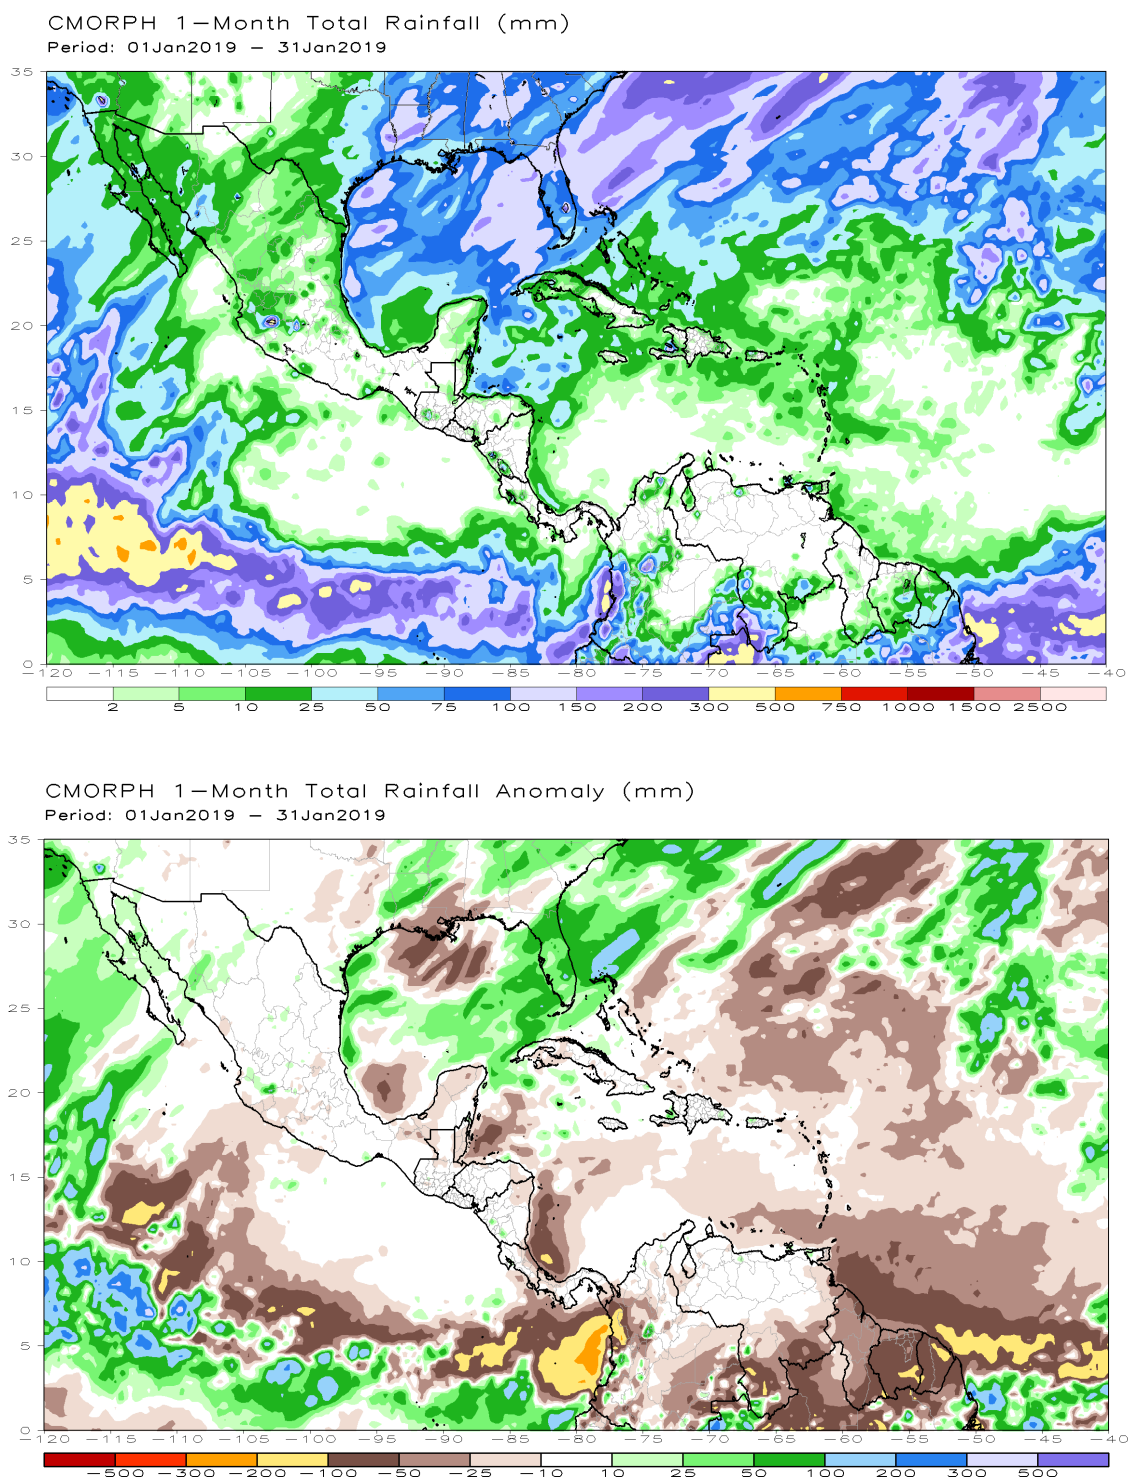 CMORPH 1-Month Total Rainfall (mm)
Period: 01Jan2019 - 31Jan2019
35
30
25
20
15
10
5
0
-120 -115 -110 -105 -100 -95 -90 -85 -80 -75 -70 -65 -60 -55 -50 -45 -40
2 5 10 25 50 75 100 150 200 300 500 750 1000 1500 2500
CMORPH 1-Month Total Rainfall Anomaly (mm)
Period: 01Jan2019 - 31Jan2019
35
30
25
20
15
10
5
0
-120 -115 -110 -105 -100 -95 -90 -85 -80 -75 -70 -65 -60 -55 -50 -45 -40
-500 -300 -200 -100 -50 -25 -10 10 25 50 100 200 300 500